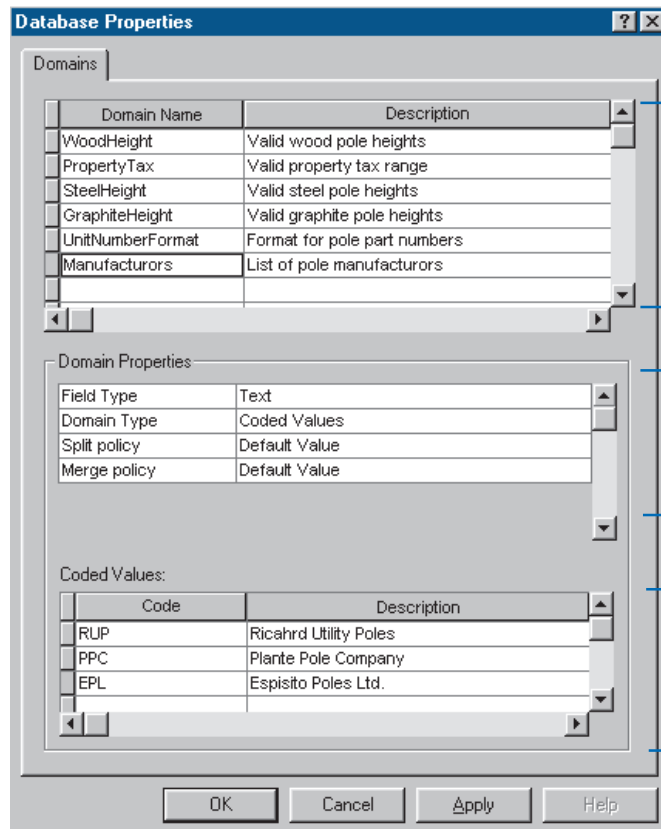 Database Properties
Domains
Domain Name Description
WoodHeight Valid wood pole heights
PropertyTax Valid property tax range
SteelHeight Valid steel pole heights
GraphiteHeight Valid graphite pole heights
UnitNumberFormat Format for pole part numbers
Manufacturors List of pole manufacturors
Domain Properties
Field Type Text
Domain Type Coded Values
Split policy Default Value
Merge policy Default Value
Coded Values:
Code Description
RUP Ricahrd Utility Poles
PPC Plante Pole Company
EPL Espisito Poles Ltd.
OK Cancel Apply Help